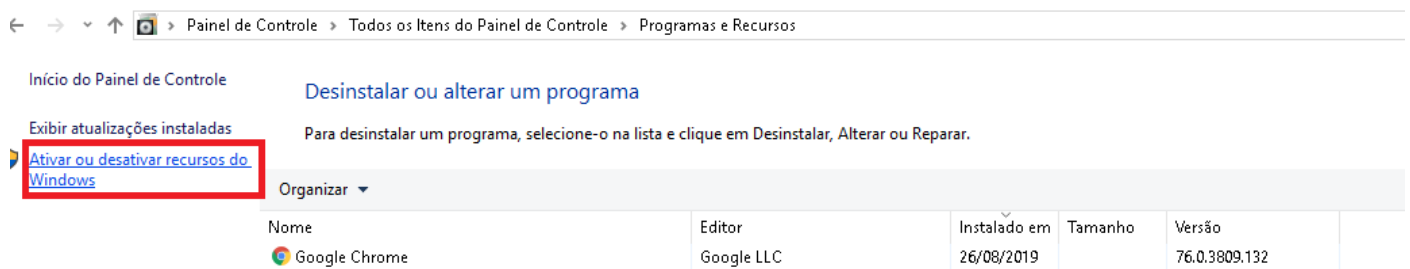 Painel de Controle > Todos os Itens do Painel de Controle > Programas e Recursos
Início do Painel de Controle
Exibir atualizações instaladas
Ativar ou desativar recursos do
Windows
Desinstalar ou alterar um programa
Para desinstalar um programa, selecione-o na lista e clique em Desinstalar, Alterar ou Reparar.
Organizar
Nome Editor Instalado em Tamanho Versão
Google Chrome Google LLC 26/08/2019 76.0.3809.132